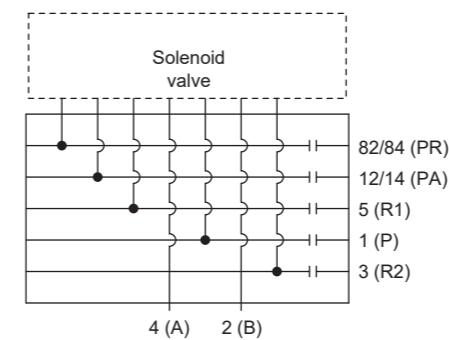 Solenoid
valve
82/84 (PR)
12/14 (PA)
5 (R1)
1 (P)
3 (R2)
4 (A) 2 (B)